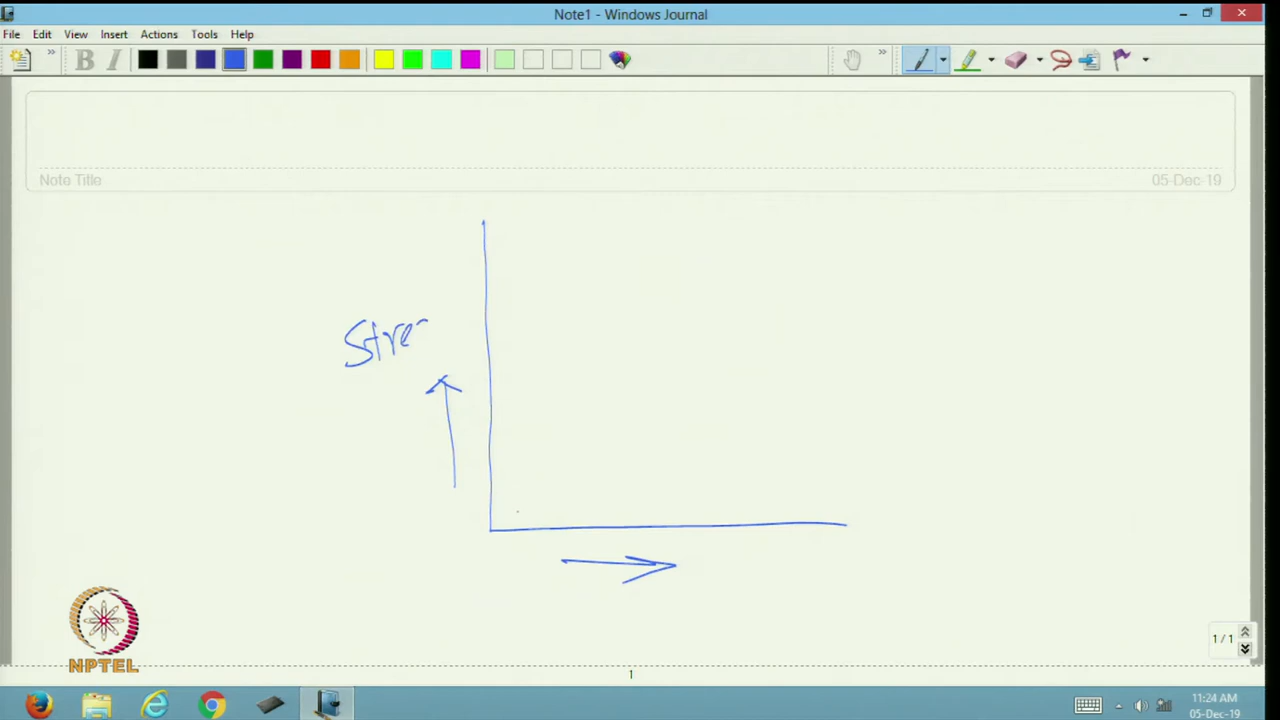 Note1 - Windows Journal
File Edit View Insert Actions Tools Help
B I
Note Title
05-Dec-19
Stre
1 / 1
NPTEL
1
11:24 AM
05-Dec-19